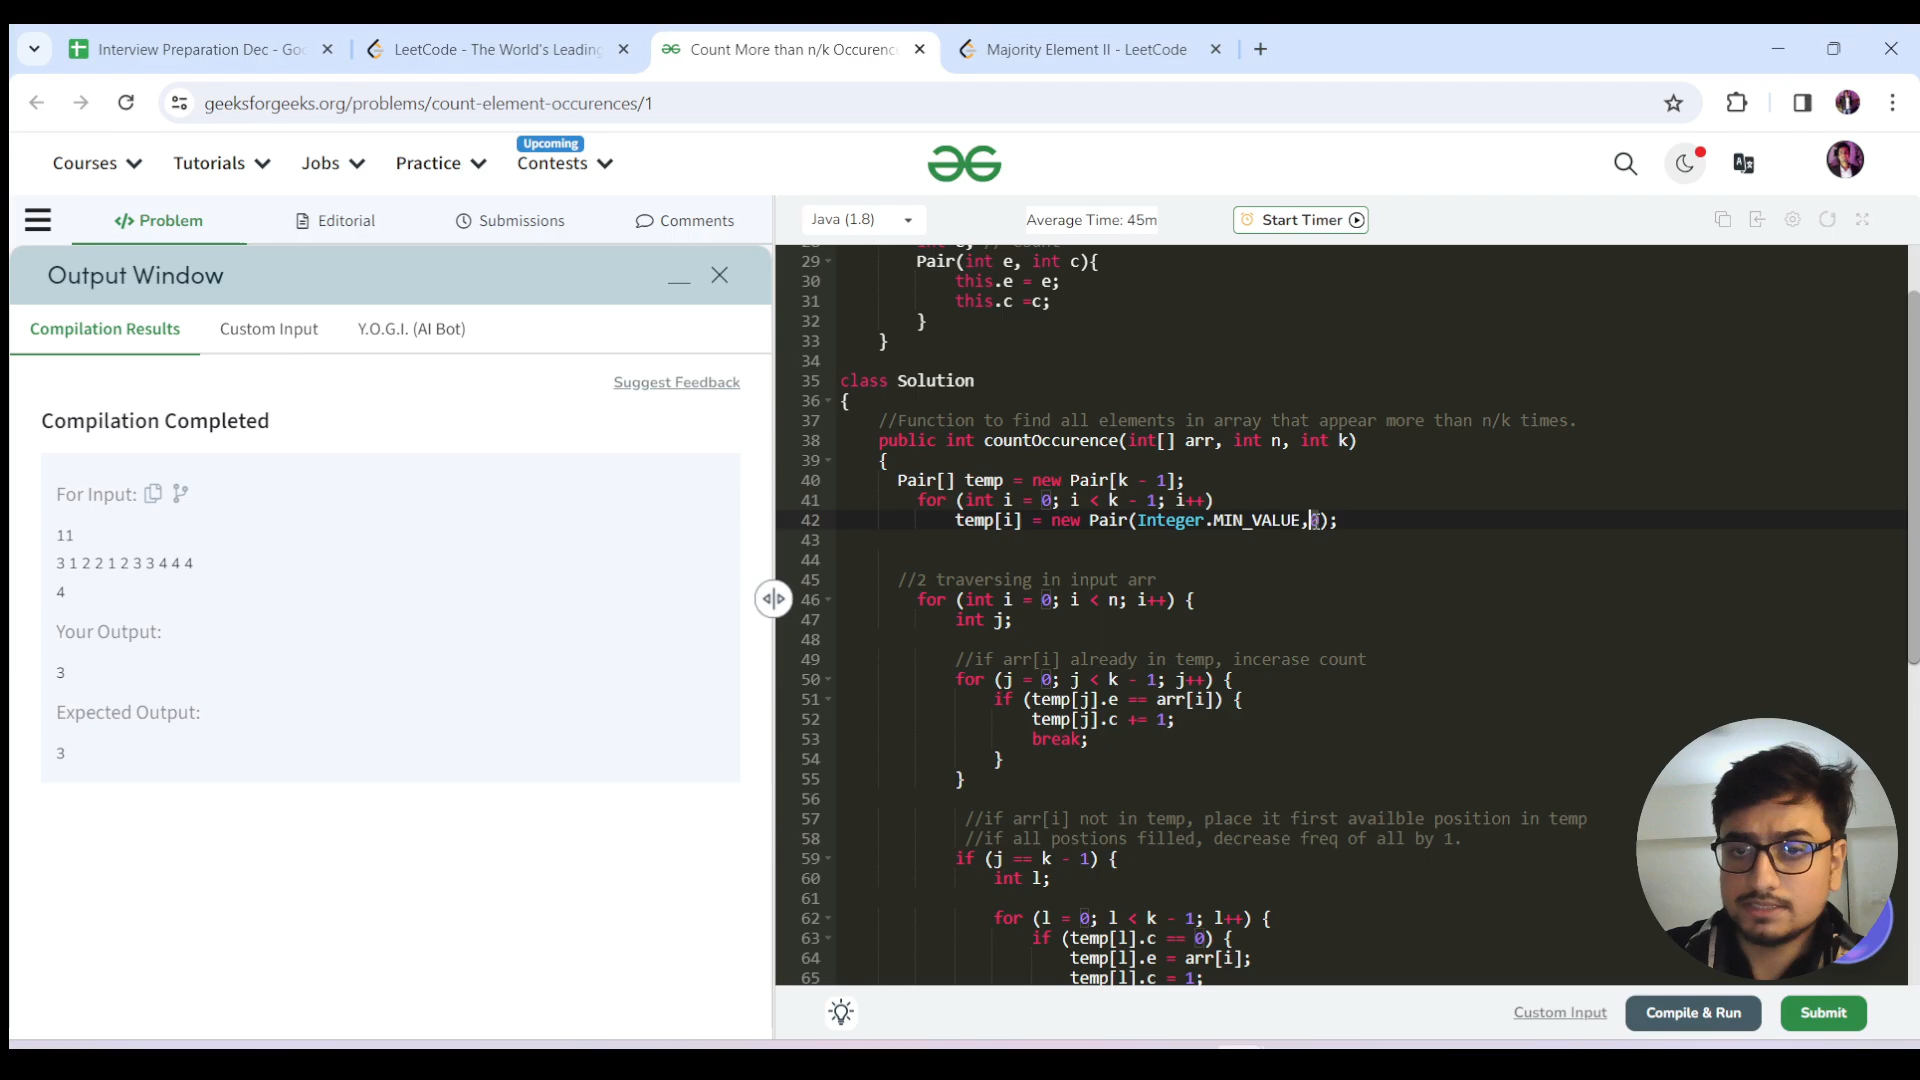 Interview Preparation Dec - Goo
LeetCode - The World's Leading
Count More than n/k Occurenc
Majority Element II - LeetCode
geeksforgeeks.org/problems/count-element-occurences/1
Courses
Tutorials
Jobs
Practice
Upcoming
Contests
Problem
Editorial
Submissions
Comments
Java (1.8)
Average Time: 45m
Start Timer
Output Window
Compilation Results
Custom Input
Y.O.G.I. (AI Bot)
Suggest Feedback
Compilation Completed
For Input:
11
3 1 2 2 1 2 3 3 4 4 4
4
Your Output:
3
Expected Output:
3
29 Pair(int e, int c){
30 this.e = e;
31 this.c =c;
32 }
33 }
34
35 class Solution
36 {
37 //Function to find all elements in array that appear more than n/k times.
38 public int countOccurence(int[] arr, int n, int k)
39 {
40 Pair[] temp = new Pair[k - 1];
41 for (int i = 0; i < k - 1; i++)
42 temp[i] = new Pair(Integer.MIN_VALUE,0);
43
44
45 //2 traversing in input arr
46 for (int i = 0; i < n; i++) {
47 int j;
48
49 //if arr[i] already in temp, incerase count
50 for (j = 0; j < k - 1; j++) {
51 if (temp[j].e == arr[i]) {
52 temp[j].c += 1;
53 break;
54 }
55 }
56
57 //if arr[i] not in temp, place it first availble position in temp
58 //if all postions filled, decrease freq of all by 1.
59 if (j == k - 1) {
60 int l;
61
62 for (l = 0; l < k - 1; l++) {
63 if (temp[l].c == 0) {
64 temp[l].e = arr[i];
65 temp[l].c = 1;
Custom Input
Compile & Run
Submit